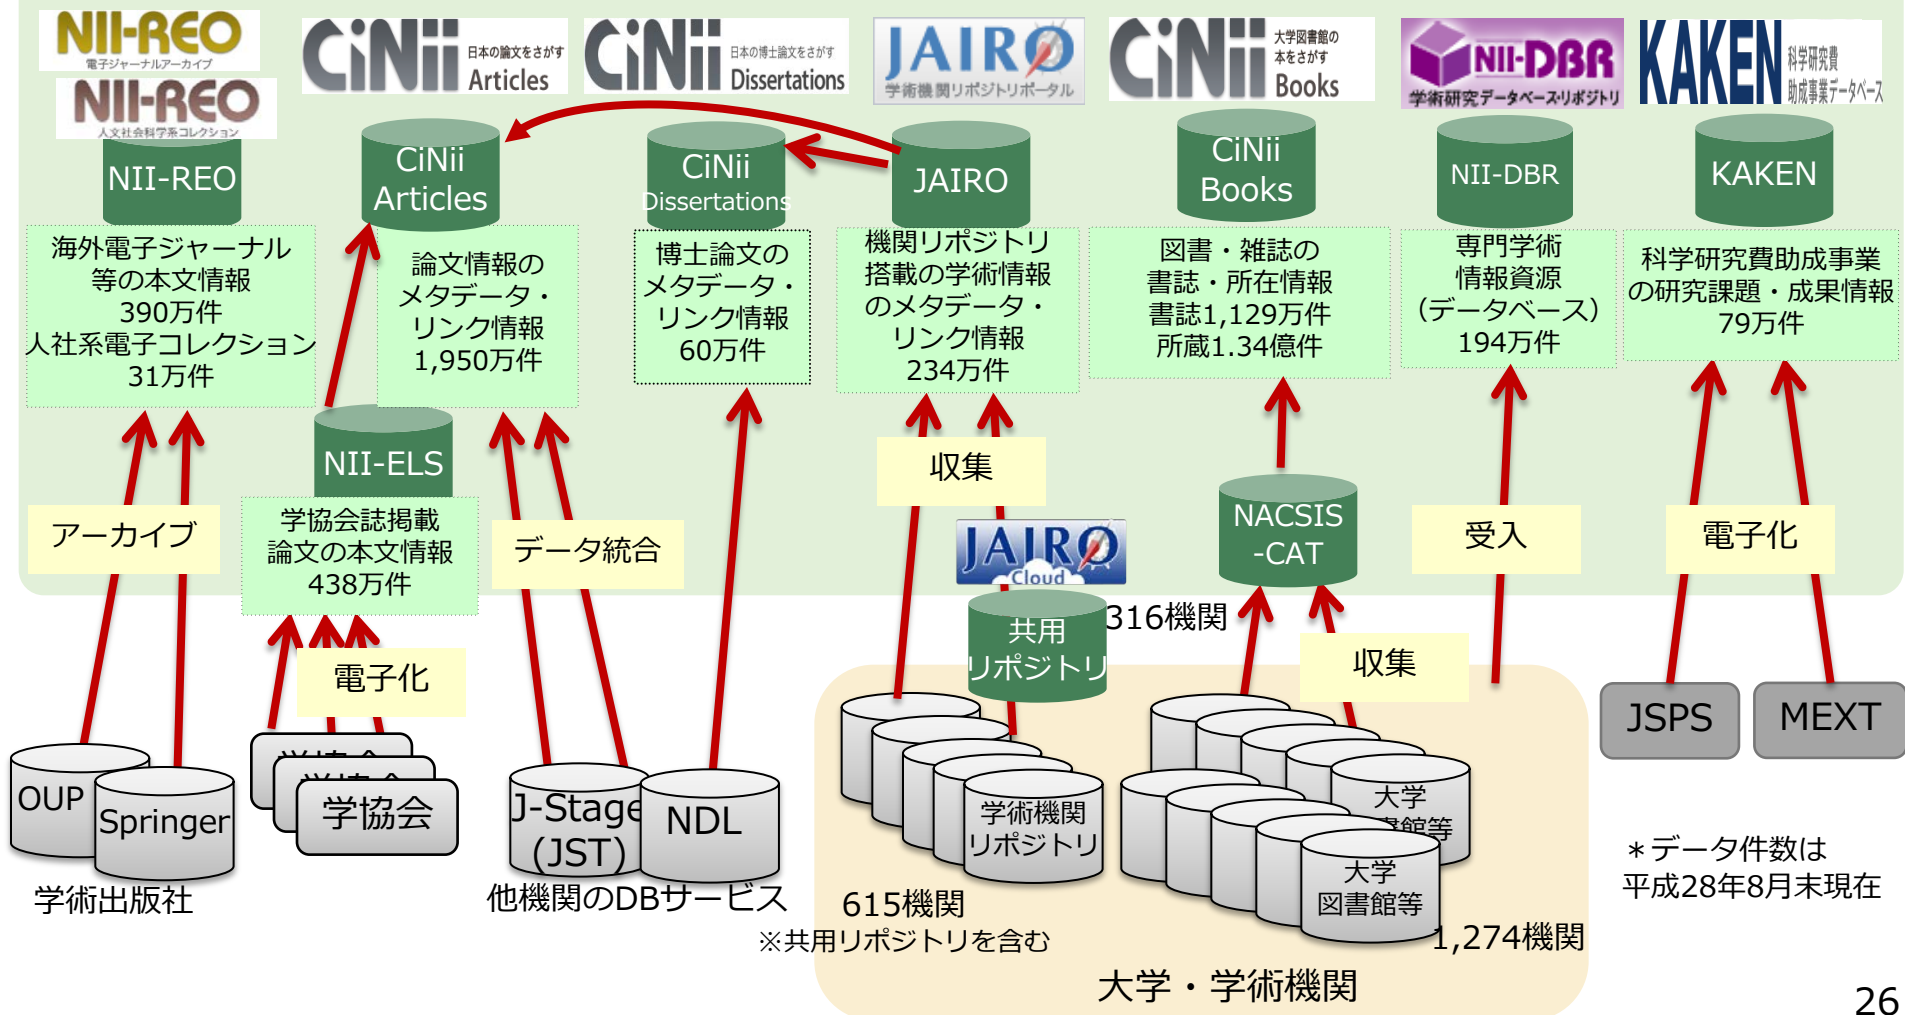 NII-REO
電子ジャーナルアーカイブ
NII-REO
人文社会科学系コレクション
CiNii
日本の論文をさがす
Articles
CiNii
日本の博士論文をさがす
Dissertations
JAIRO
学術機関リポジトリポータル
CiNii
大学図書館の
本をさがす
Books
NII-DBR
学術研究データベース・リポジトリ
KAKEN
科学研究費
助成事業データベース
NII-REO
CiNii
Articles
CiNii
Dissertations
JAIRO
CiNii
Books
NII-DBR
KAKEN
海外電子ジャーナル
等の本文情報
390万件
人社系電子コレクション
31万件
論文情報の
メタデータ・
リンク情報
1,950万件
博士論文の
メタデータ・
リンク情報
60万件
機関リポジトリ
搭載の学術情報
のメタデータ・
リンク情報
234万件
図書・雑誌の
書誌・所在情報
書誌1,129万件
所蔵1.34億件
専門学術
情報資源
（データベース）
194万件
科学研究費助成事業
の研究課題・成果情報
79万件
NII-ELS
学協会誌掲載
論文の本文情報
438万件
アーカイブ
データ統合
収集
JAIRO
Cloud
NACSIS
-CAT
受入
電子化
電子化
共用
リポジトリ
316機関
収集
OUP
Springer
学術出版社
学協会
学協会
学協会
J-Stage
(JST)
NDL
他機関のDBサービス
学術機関
リポジトリ
615機関
※共用リポジトリを含む
大学
書館等
大学
図書館等
1,274機関
大学・学術機関
JSPS
MEXT
＊データ件数は
平成28年8月末現在
26